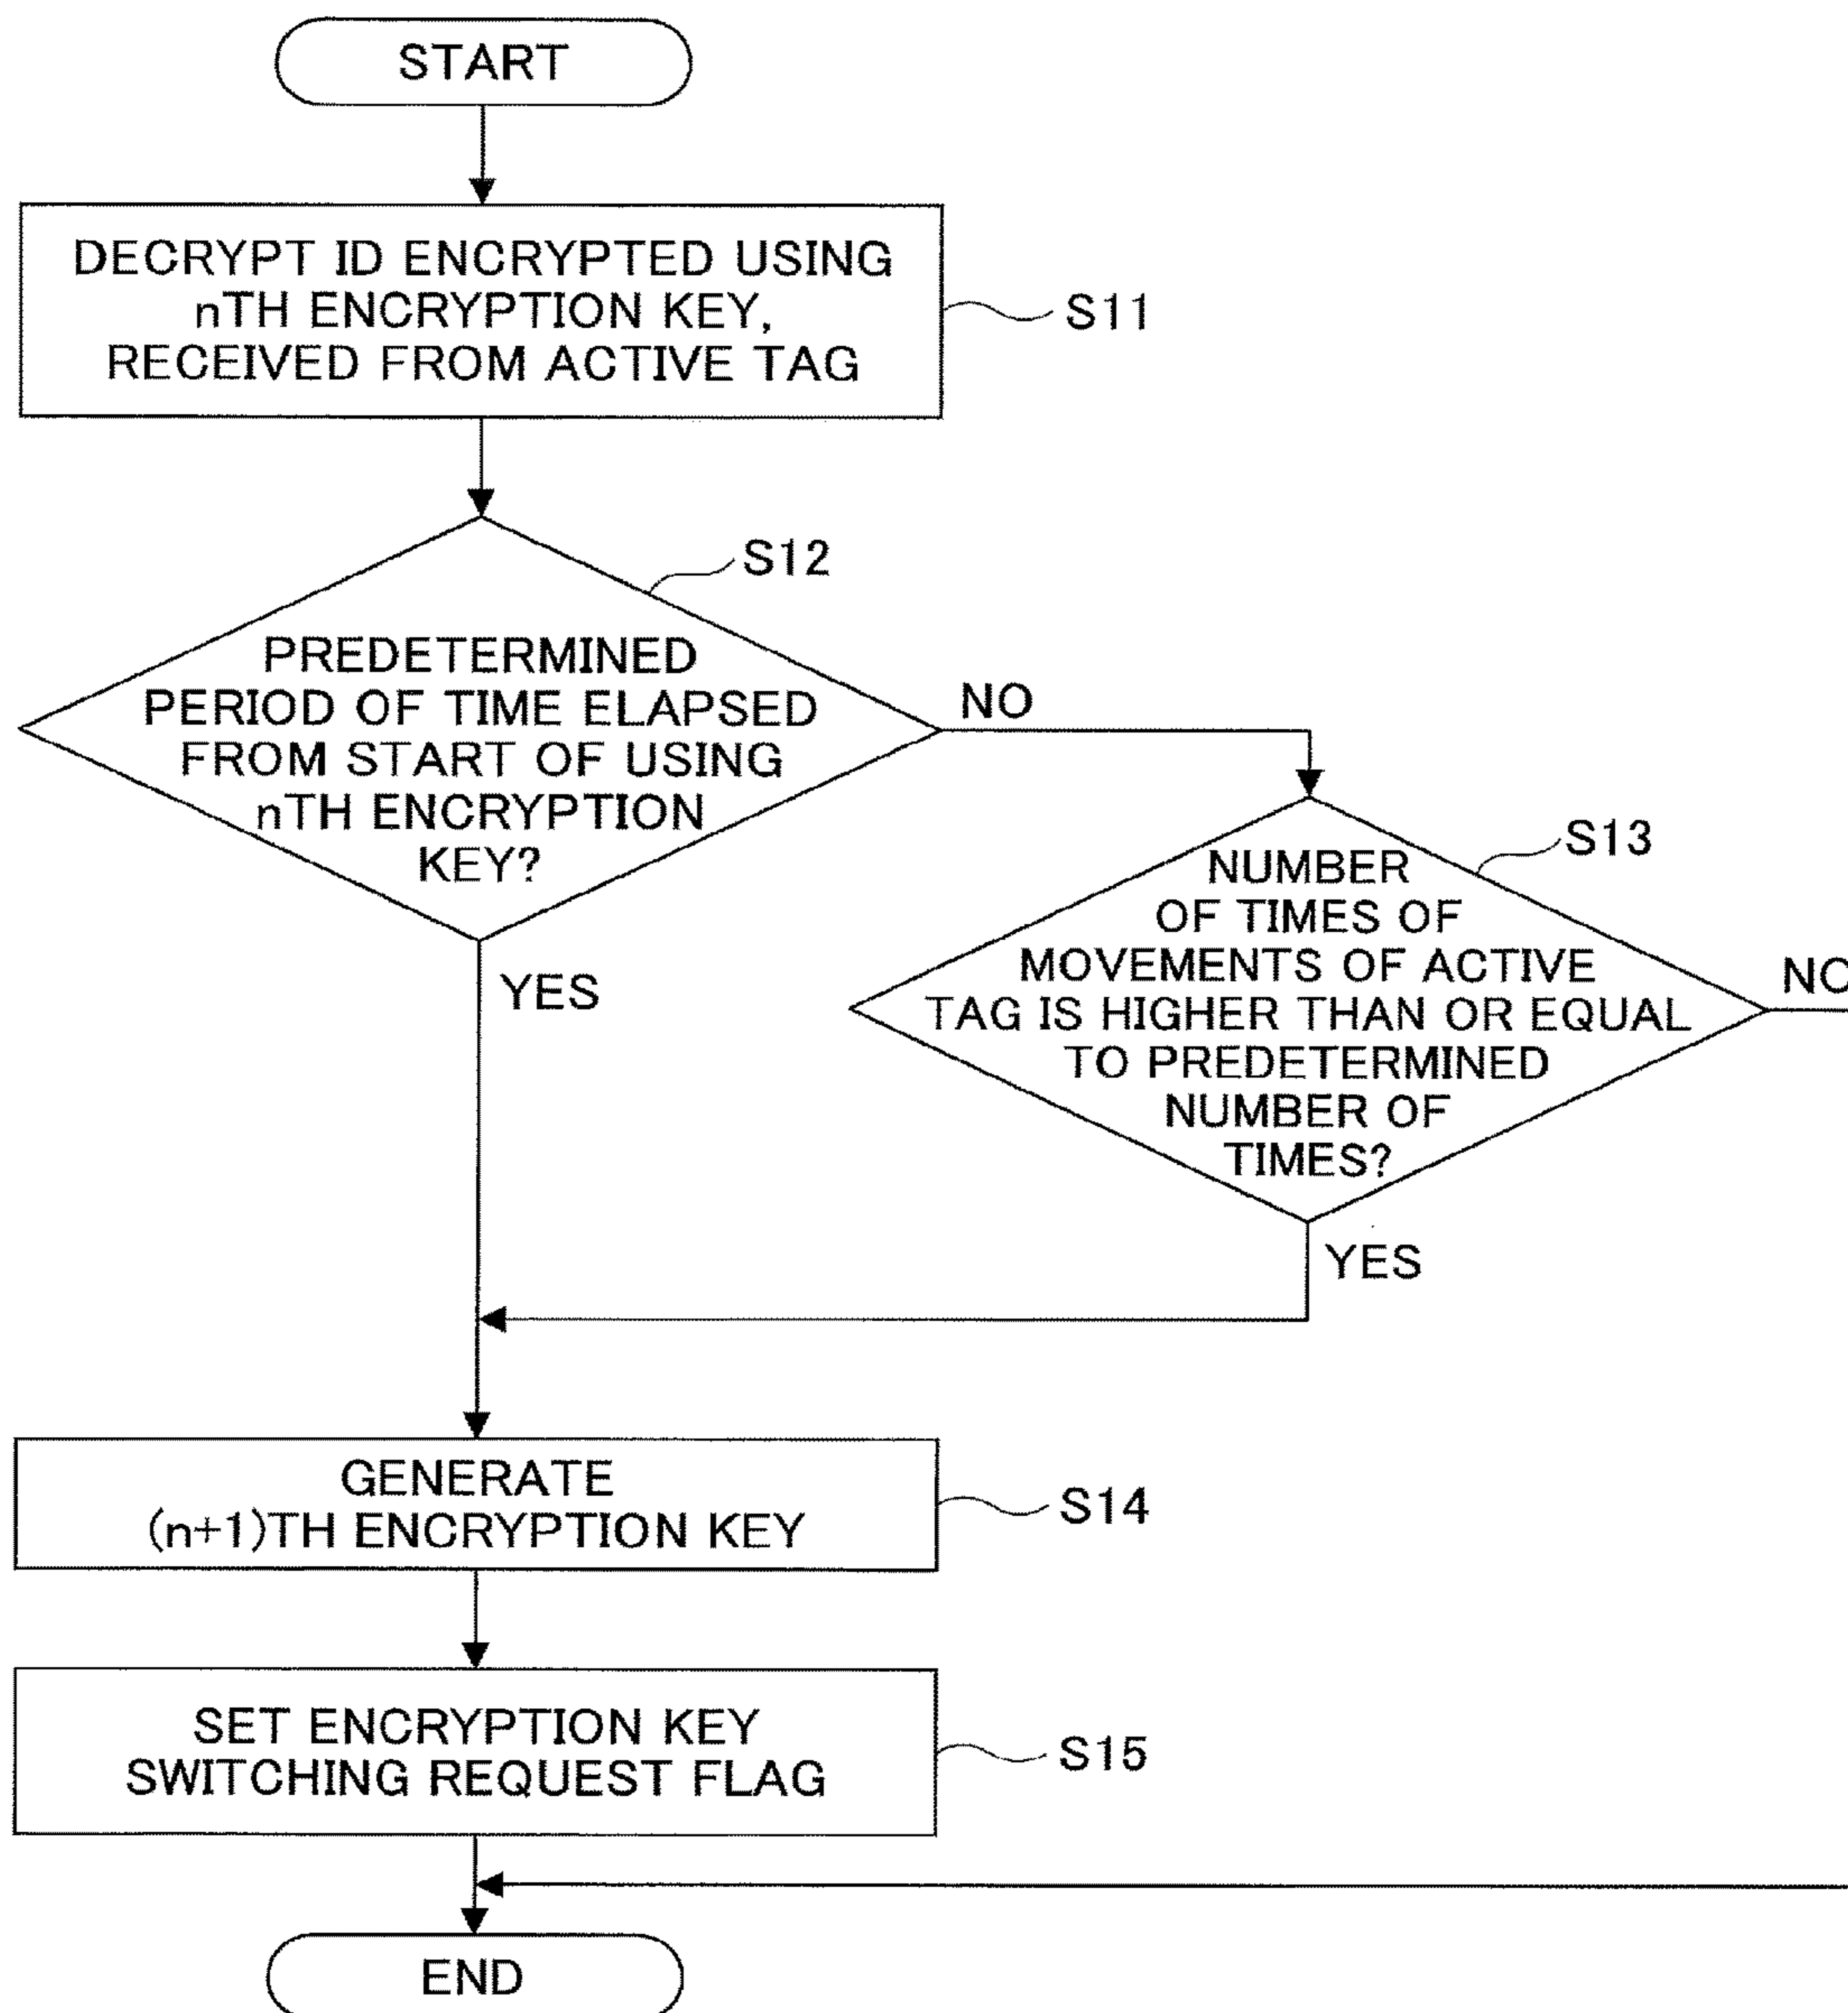 START
DECRYPT ID ENCRYPTED USING
nTH ENCRYPTION KEY,
RECEIVED FROM ACTIVE TAG
S11
S12
PREDETERMINED
PERIOD OF TIME ELAPSED
FROM START OF USING
nTH ENCRYPTION
KEY?
NO
YES
S13
NUMBER
OF TIMES OF
MOVEMENTS OF ACTIVE
TAG IS HIGHER THAN OR EQUAL
TO PREDETERMINED
NUMBER OF
TIMES?
NO
YES
GENERATE
(n+1)TH ENCRYPTION KEY
S14
SET ENCRYPTION KEY
SWITCHING REQUEST FLAG
S15
END